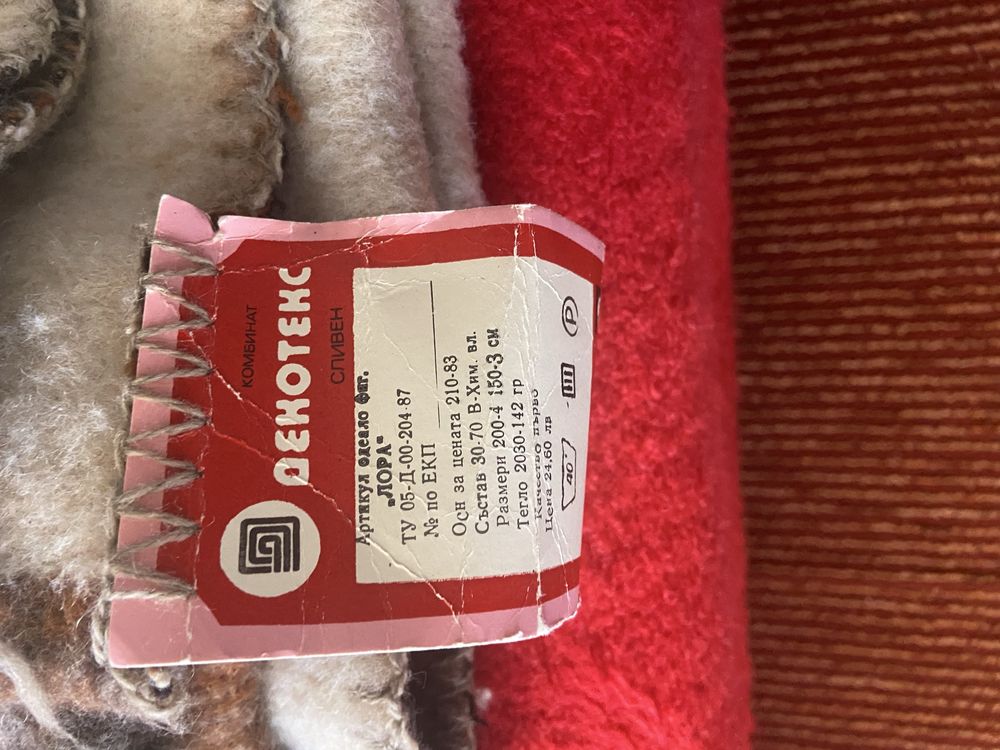 КОМБИНАТ
ДЕКОТЕКС
СЛИВЕН
Артикул одеяло фиг.
„ЛОРА"
ТУ 05-Д-00-204-87
№ по ЕКП
Осн за цената 210-83
Състав 30-70 В-Хим. вл.
Размери 200-4 150-3 см
Тегло 2030-142 гр
Качество първо
Цена 24,60 лв
40° P